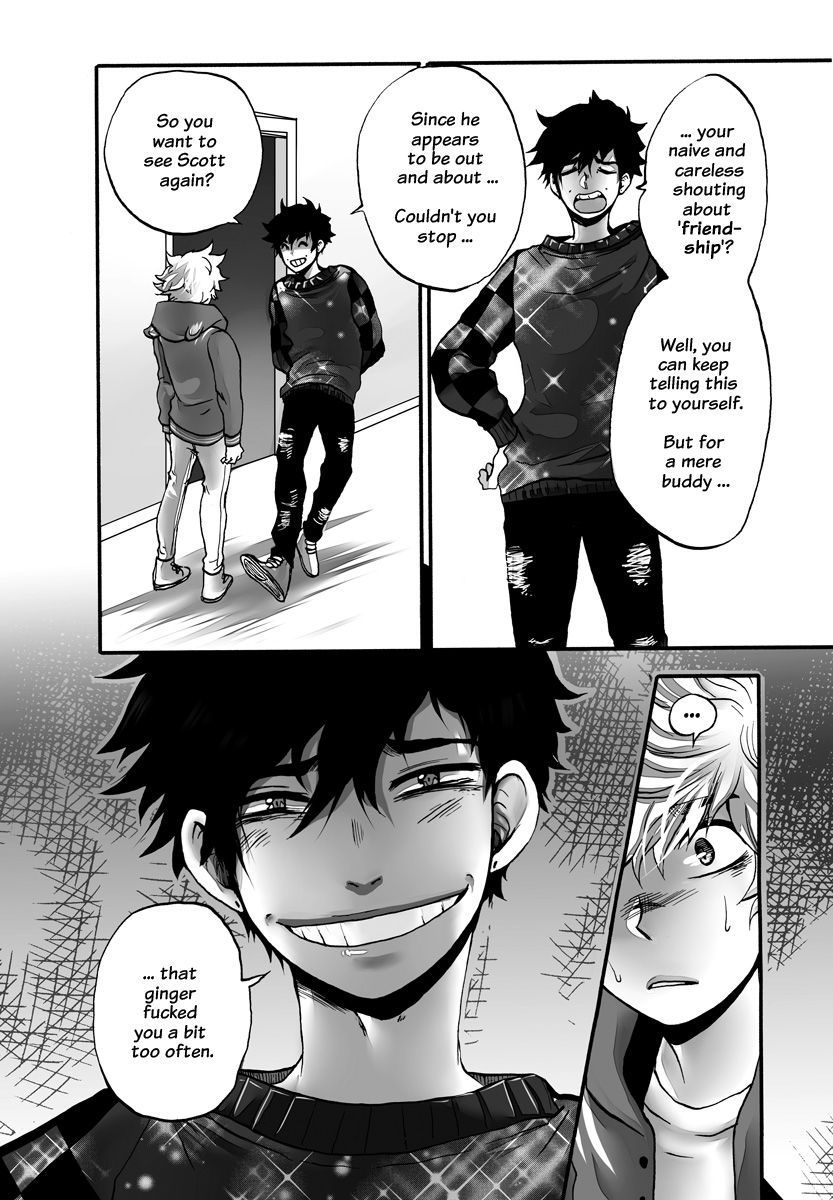 So you
want to
see Scott
again?
Since he
appears
to be out
and about ...
Couldn't you
stop ...
... your
naive and
careless
shouting
about
'friend-
ship'?
Well, you
can keep
telling this
to yourself.
But for
a mere
buddy ...
... that
ginger
fucked
you a bit
too often.
...